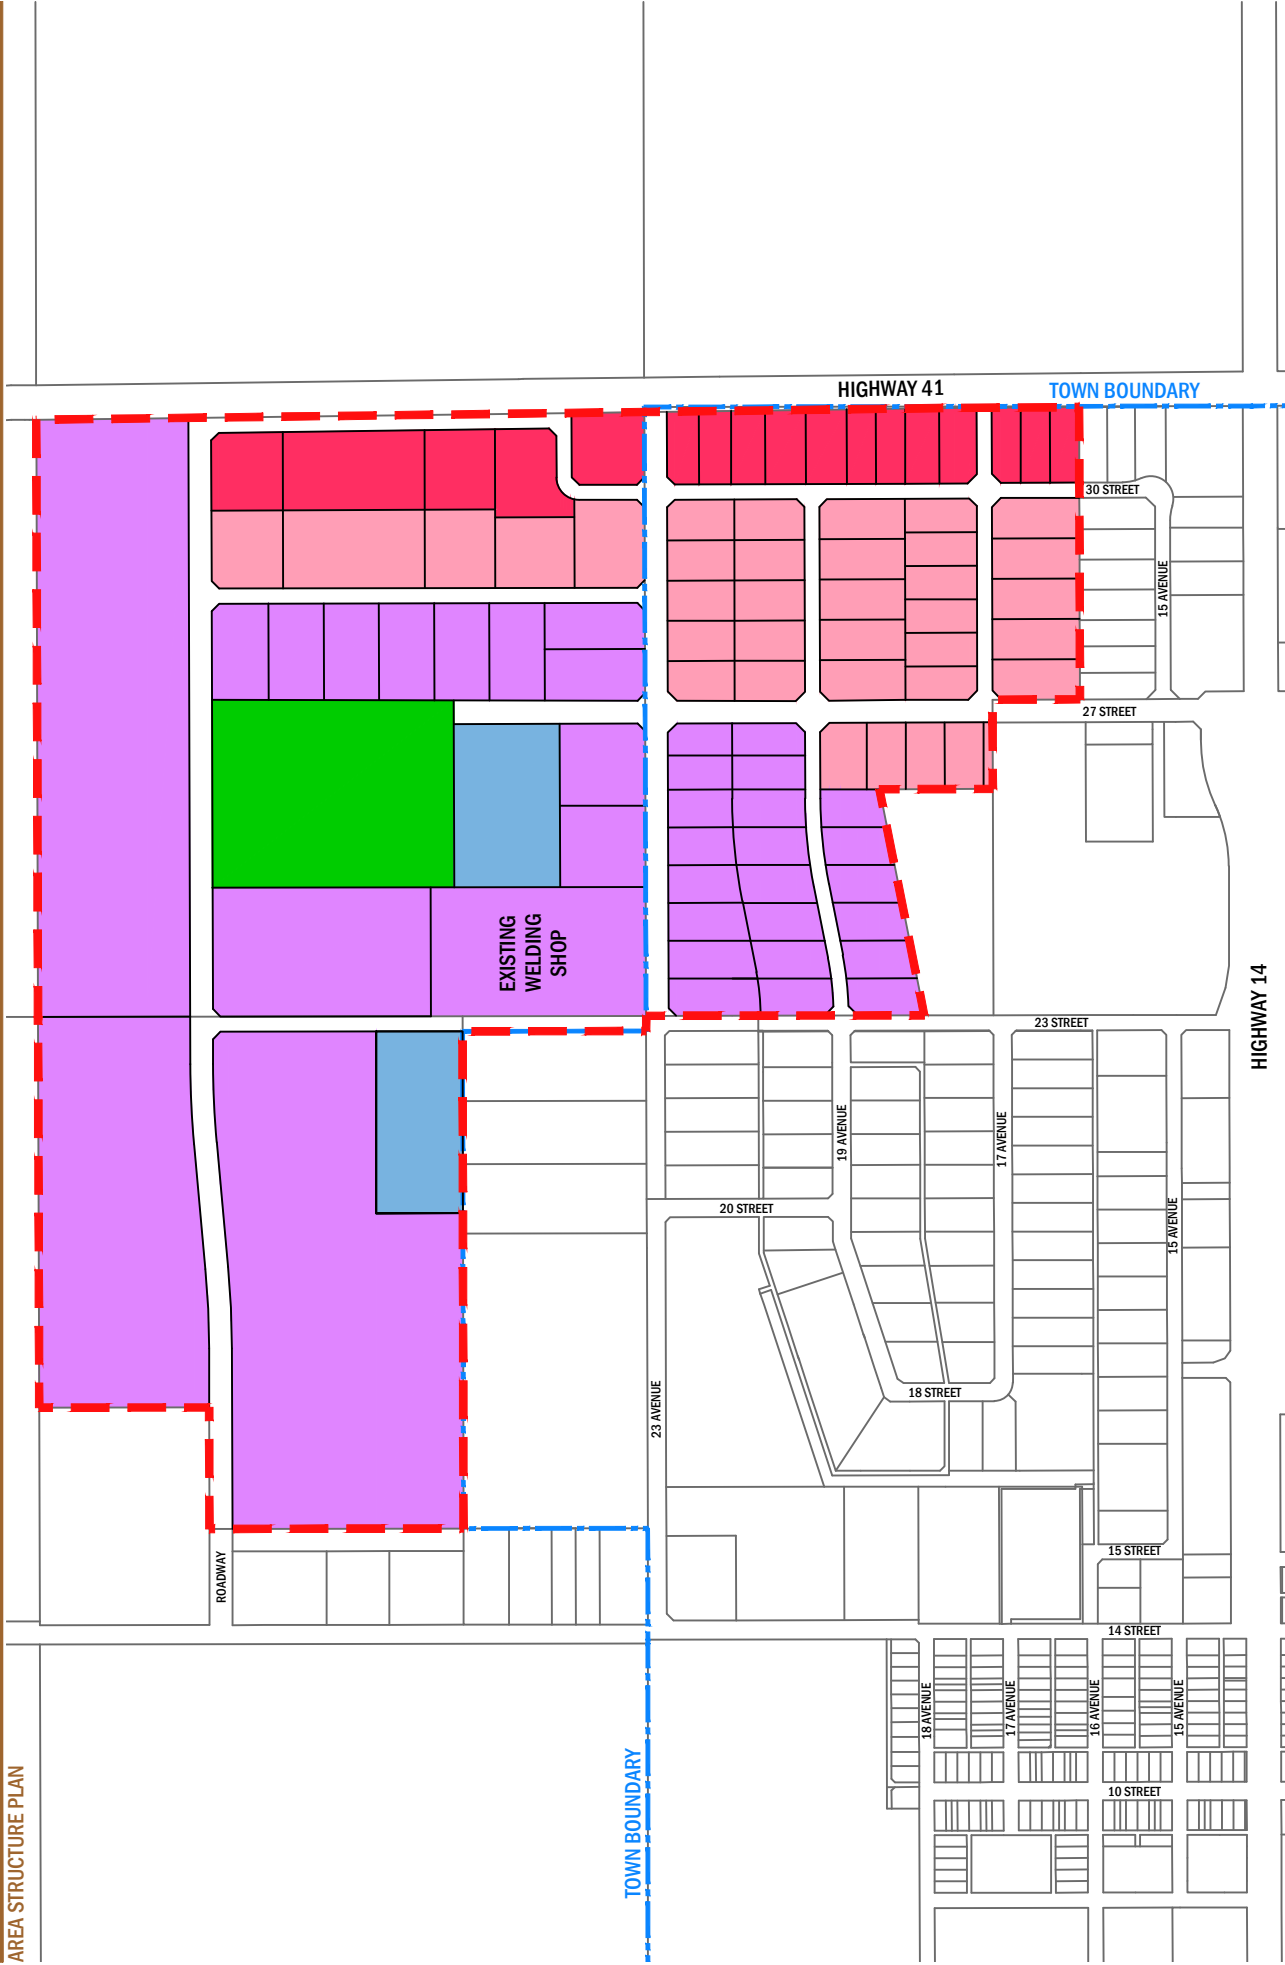 HIGHWAY 41
TOWN BOUNDARY
30 STREET
15 AVENUE
27 STREET
EXISTING
WELDING
SHOP
HIGHWAY 14
23 STREET
19 AVENUE
17 AVENUE
15 AVENUE
20 STREET
18 STREET
23 AVENUE
15 STREET
ROADWAY
14 STREET
18 AVENUE
17 AVENUE
16 AVENUE
15 AVENUE
10 STREET
TOWN BOUNDARY
AREA STRUCTURE PLAN